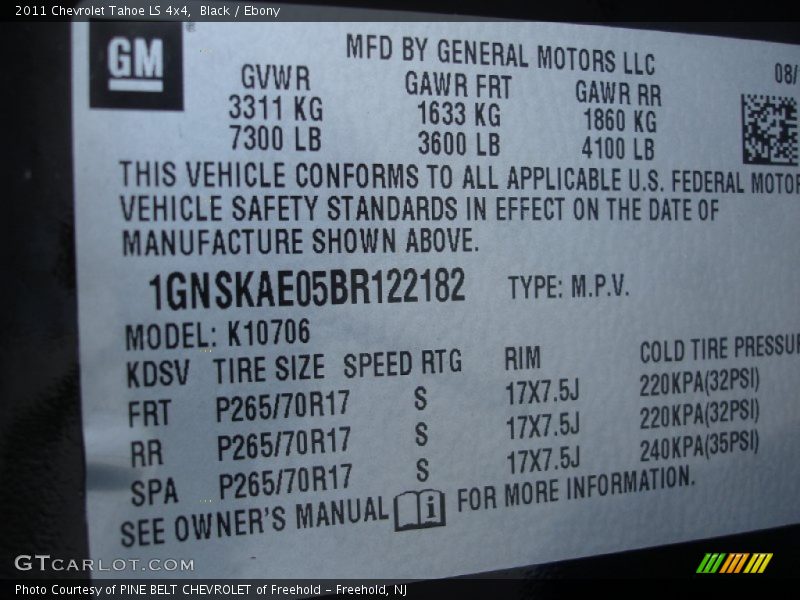 2011 Chevrolet Tahoe LS 4x4, Black / Ebony
GM
MFD BY GENERAL MOTORS LLC
08/
GVWR GAWR FRT GAWR RR
3311 KG 1633 KG 1860 KG
7300 LB 3600 LB 4100 LB
THIS VEHICLE CONFORMS TO ALL APPLICABLE U.S. FEDERAL MOTOR
VEHICLE SAFETY STANDARDS IN EFFECT ON THE DATE OF
MANUFACTURE SHOWN ABOVE.
1GNSKAE05BR122182 TYPE: M.P.V.
MODEL: K10706
KDSV TIRE SIZE SPEED RTG RIM COLD TIRE PRESSUR
FRT P265/70R17 S 17X7.5J 220KPA(32PSI)
RR P265/70R17 S 17X7.5J 220KPA(32PSI)
SPA P265/70R17 S 17X7.5J 240KPA(35PSI)
SEE OWNER'S MANUAL i FOR MORE INFORMATION.
GTCARLOT.COM
Photo Courtesy of PINE BELT CHEVROLET of Freehold - Freehold, NJ